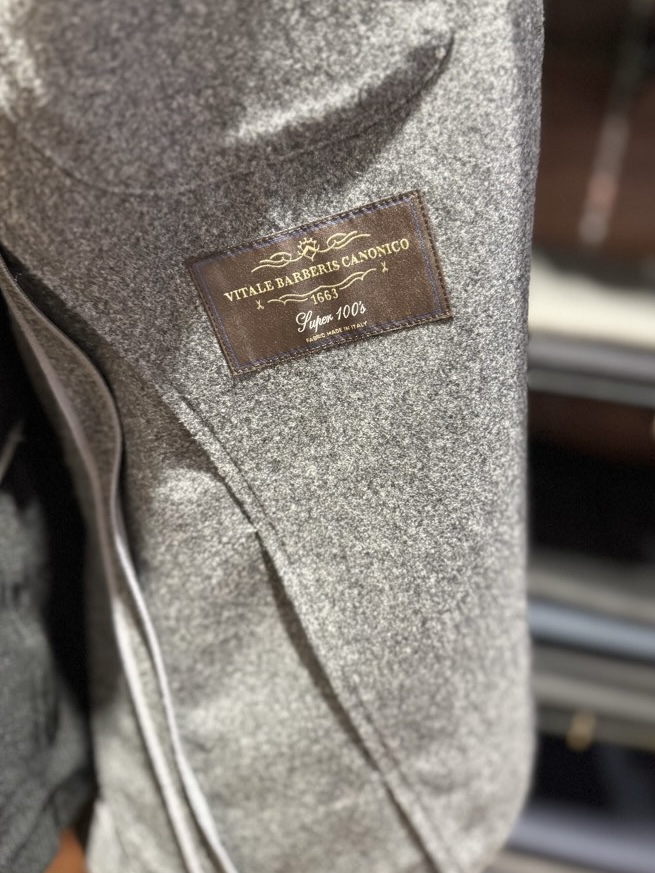 VITALE BARBERIS CANONICO
1663
Super 100's
FABRIC MADE IN ITALY